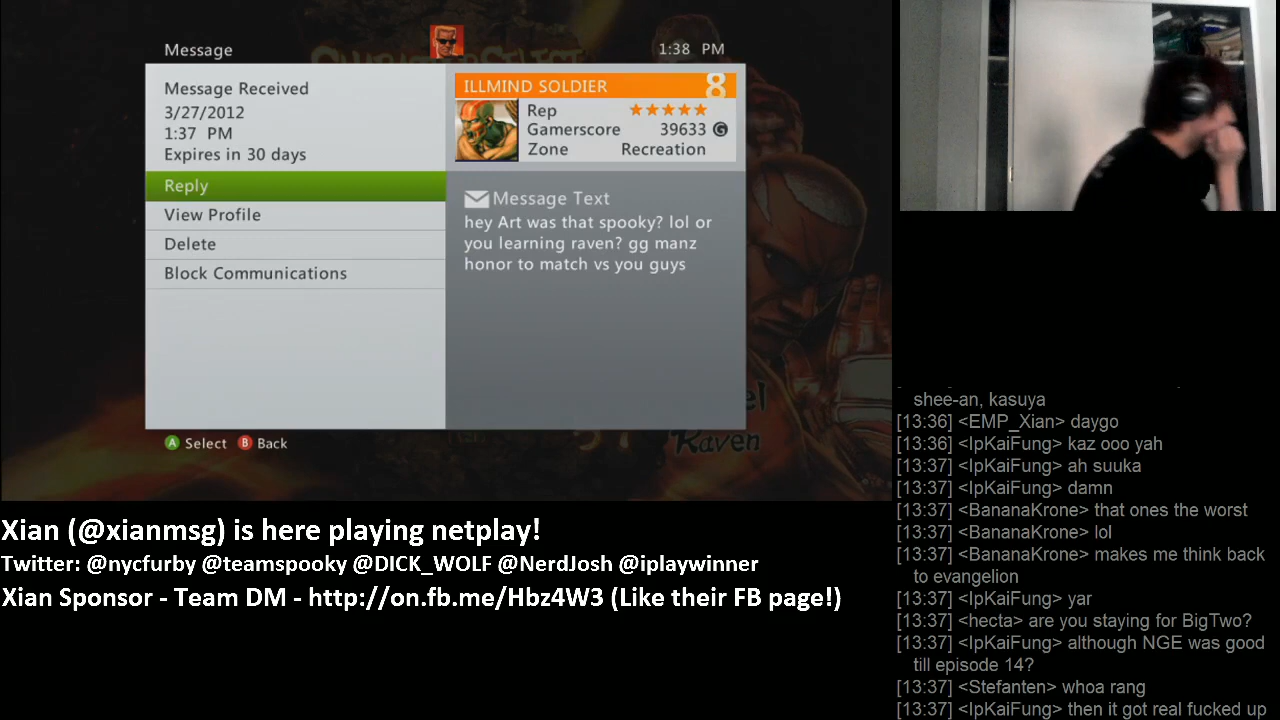 Message
1:38 PM
Message Received
3/27/2012
1:37 PM
Expires in 30 days
Reply
View Profile
Delete
Block Communications
ILLMIND SOLDIER 8
Rep
Gamerscore 39633 G
Zone Recreation
Message Text
hey Art was that spooky? lol or
you learning raven? gg manz
honor to match vs you guys
Raven
A Select B Back
Xian (@xianmsg) is here playing netplay!
Twitter: @nycfurby @teamspooky @DICK_WOLF @NerdJosh @iplaywinner
Xian Sponsor - Team DM - http://on.fb.me/Hbz4W3 (Like their FB page!)
shee-an, kasuya
[13:36] <EMP_Xian> daygo
[13:36] <IpKaiFung> kaz ooo yah
[13:37] <IpKaiFung> ah suuka
[13:37] <IpKaiFung> damn
[13:37] <BananaKrone> that ones the worst
[13:37] <BananaKrone> lol
[13:37] <BananaKrone> makes me think back
to evangelion
[13:37] <IpKaiFung> yar
[13:37] <hecta> are you staying for BigTwo?
[13:37] <IpKaiFung> although NGE was good
till episode 14?
[13:37] <Stefanten> whoa rang
[13:37] <IpKaiFung> then it got real fucked up